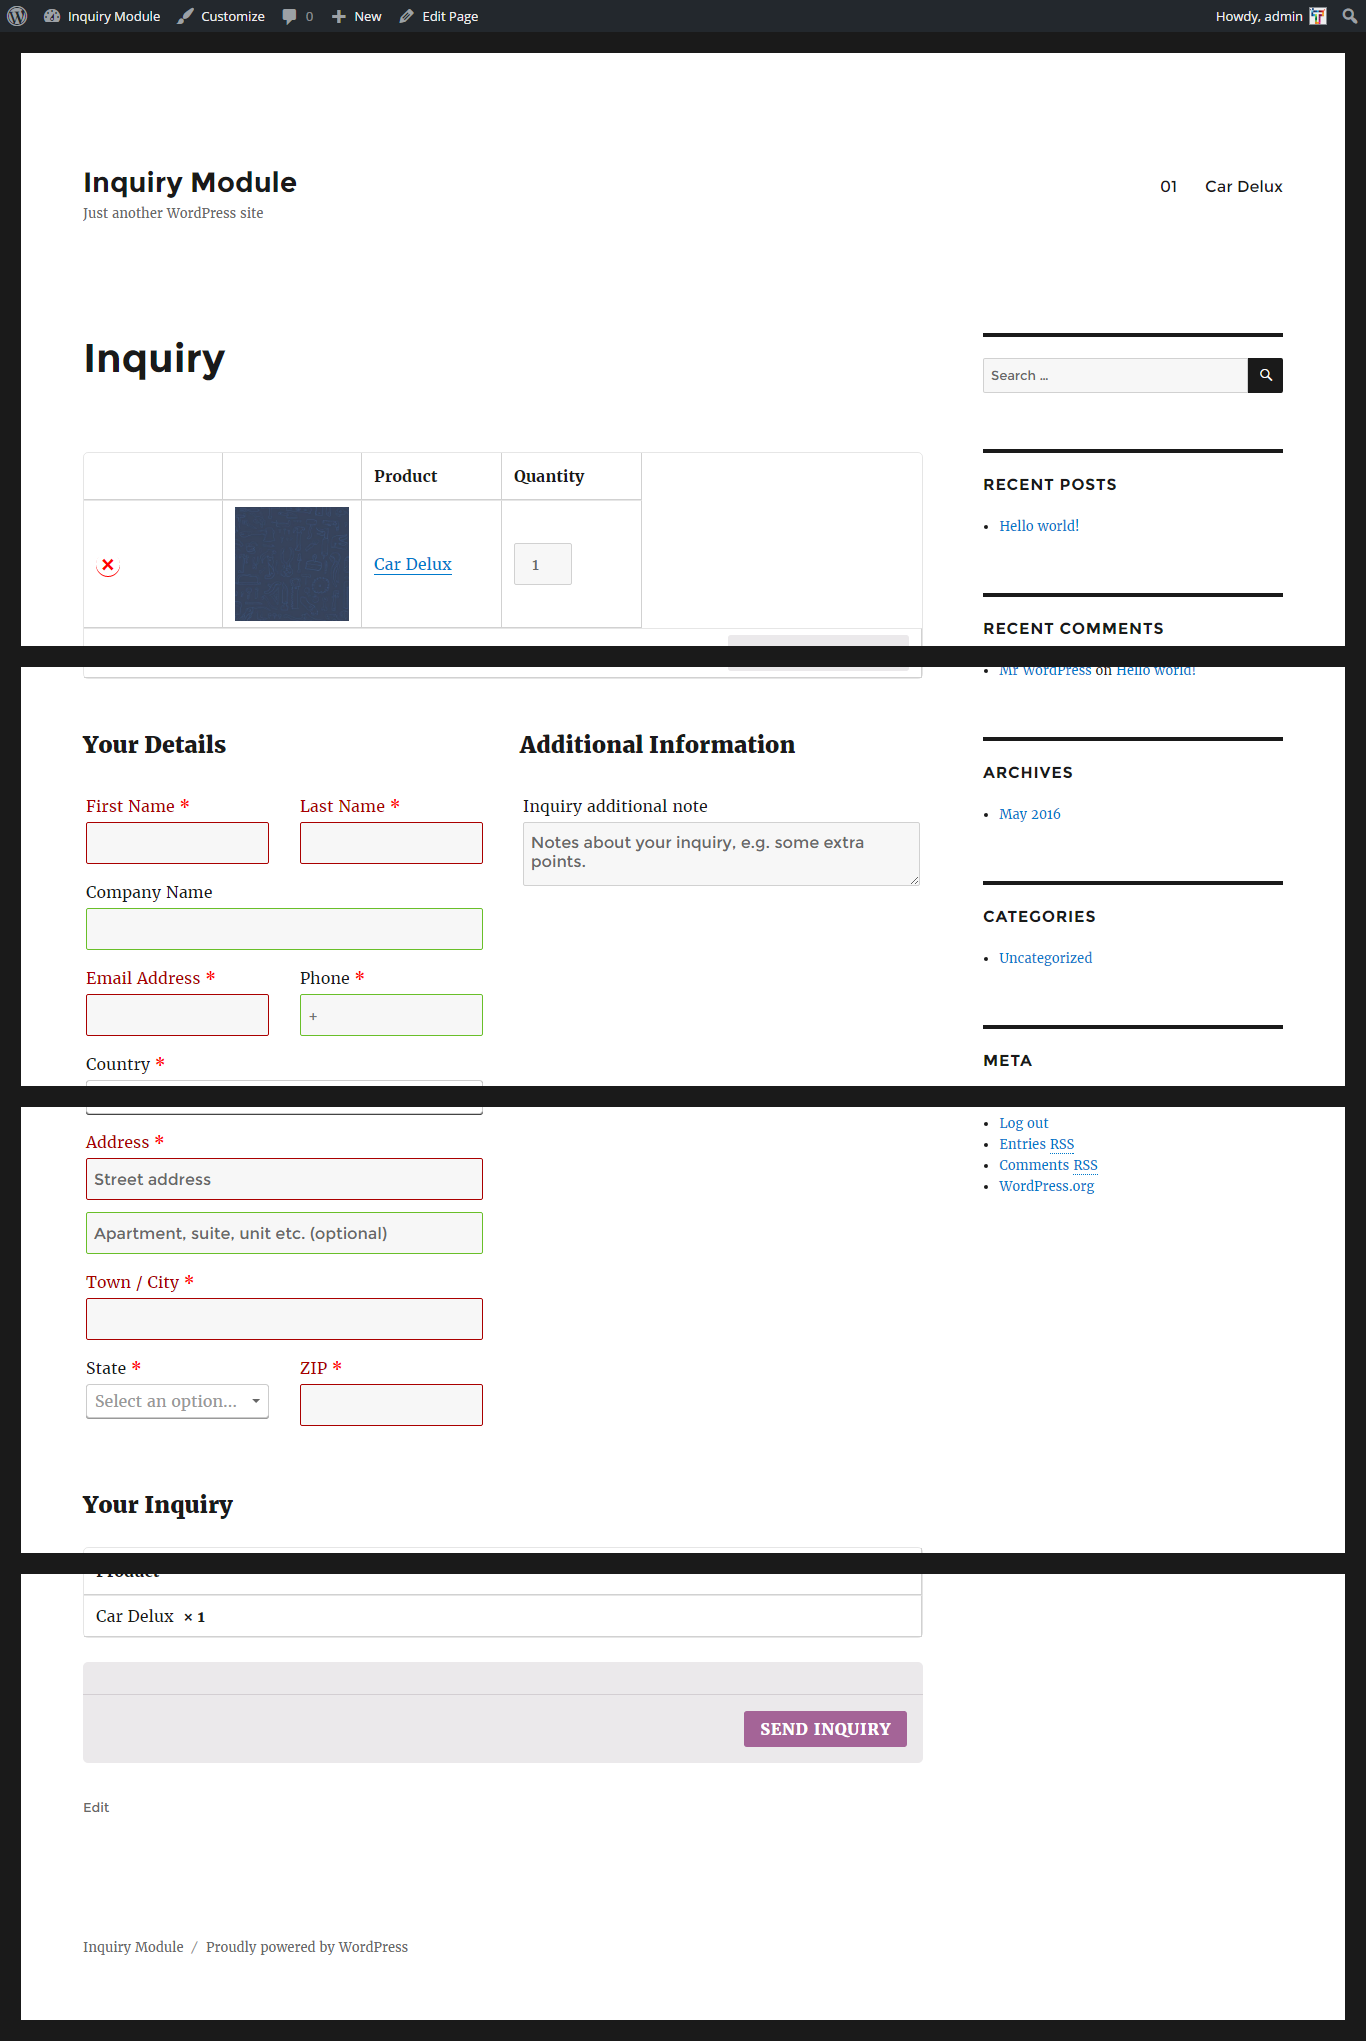 Inquiry Module Customize 0 New Edit Page Howdy, admin
Inquiry Module
Just another WordPress site
01 Car Delux
Inquiry
Search ...
Product Quantity
× Car Delux 1
RECENT POSTS
Hello world!
RECENT COMMENTS
Mr WordPress on Hello world!
Your Details
First Name * Last Name *
Company Name
Email Address * Phone *
+
Country *
Additional Information
Inquiry additional note
Notes about your inquiry, e.g. some extra
points.
ARCHIVES
May 2016
CATEGORIES
Uncategorized
META
Log out
Entries RSS
Comments RSS
WordPress.org
Address *
Street address
Apartment, suite, unit etc. (optional)
Town / City *
State * ZIP *
Select an option...
Your Inquiry
Product
Car Delux × 1
SEND INQUIRY
Edit
Inquiry Module / Proudly powered by WordPress